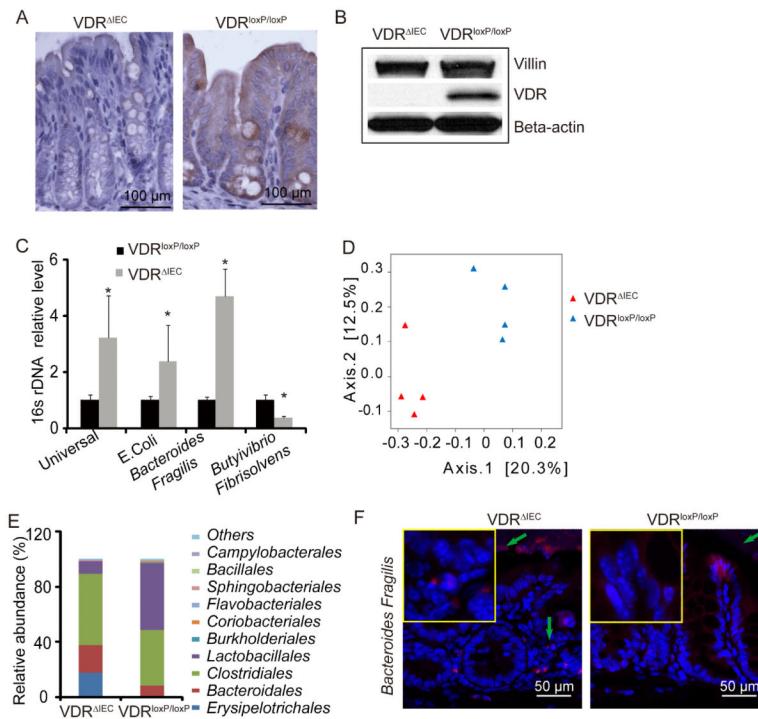 A
VDRΔIEC
VDRloxP/loxP
100 μm
100 μm
B
VDRΔIEC
VDRloxP/loxP
Villin
VDR
Beta-actin
C
16s rDNA relative level
6
4
2
0
VDRloxP/loxP
VDRΔIEC
*
*
*
*
Universal
E.Coli
Bacteroides
Fragilis
Butyivibrio
Fibrisolvens
D
Axis.2 [12.5%]
0.3
0.2
0.1
0.0
-0.1
-0.3
-0.2
-0.1
0
0.1
0.2
Axis.1 [20.3%]
VDRΔIEC
VDRloxP/loxP
E
Relative abundance (%)
120
80
40
0
VDRΔIEC
VDRloxP/loxP
Others
Campylobacterales
Bacillales
Sphingobacteriales
Flavobacteriales
Coriobacteriales
Burkholderiales
Lactobacillales
Clostridiales
Bacteroidales
Erysipelotrichales
F
VDRΔIEC
VDRloxP/loxP
Bacteroides Fragilis
50 μm
50 μm